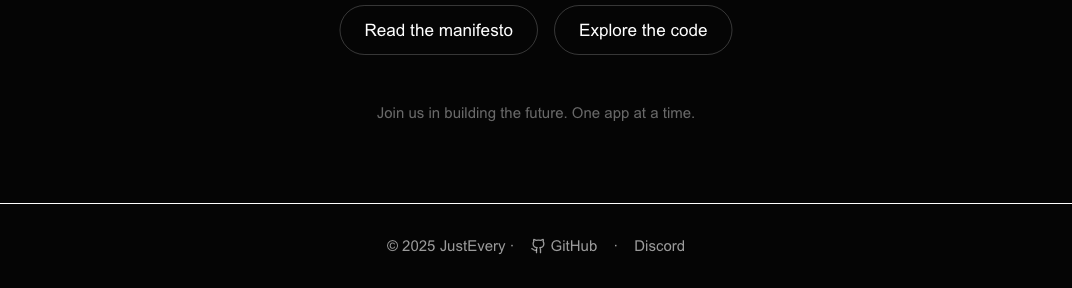 Read the manifesto Explore the code
Join us in building the future. One app at a time.
© 2025 JustEvery · GitHub · Discord